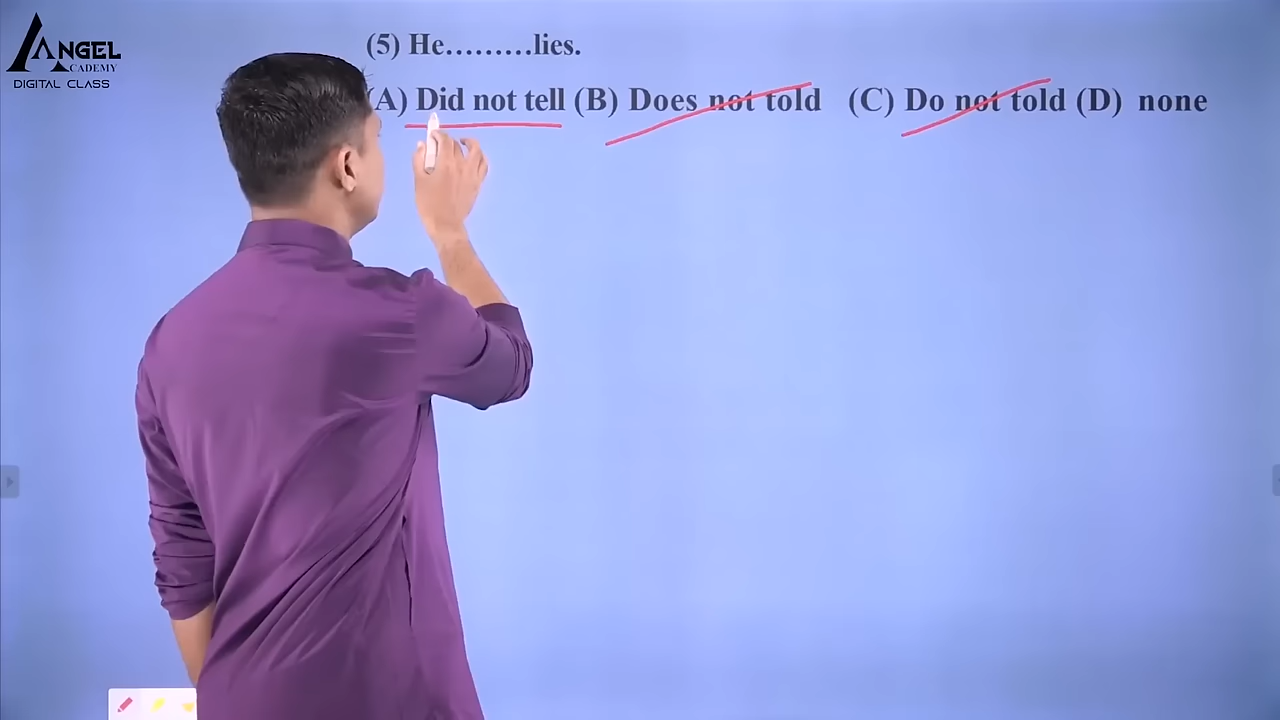 ANGEL
ACADEMY
DIGITAL CLASS
(5) He.........lies.
(A) Did not tell (B) Does not told (C) Do not told (D) none